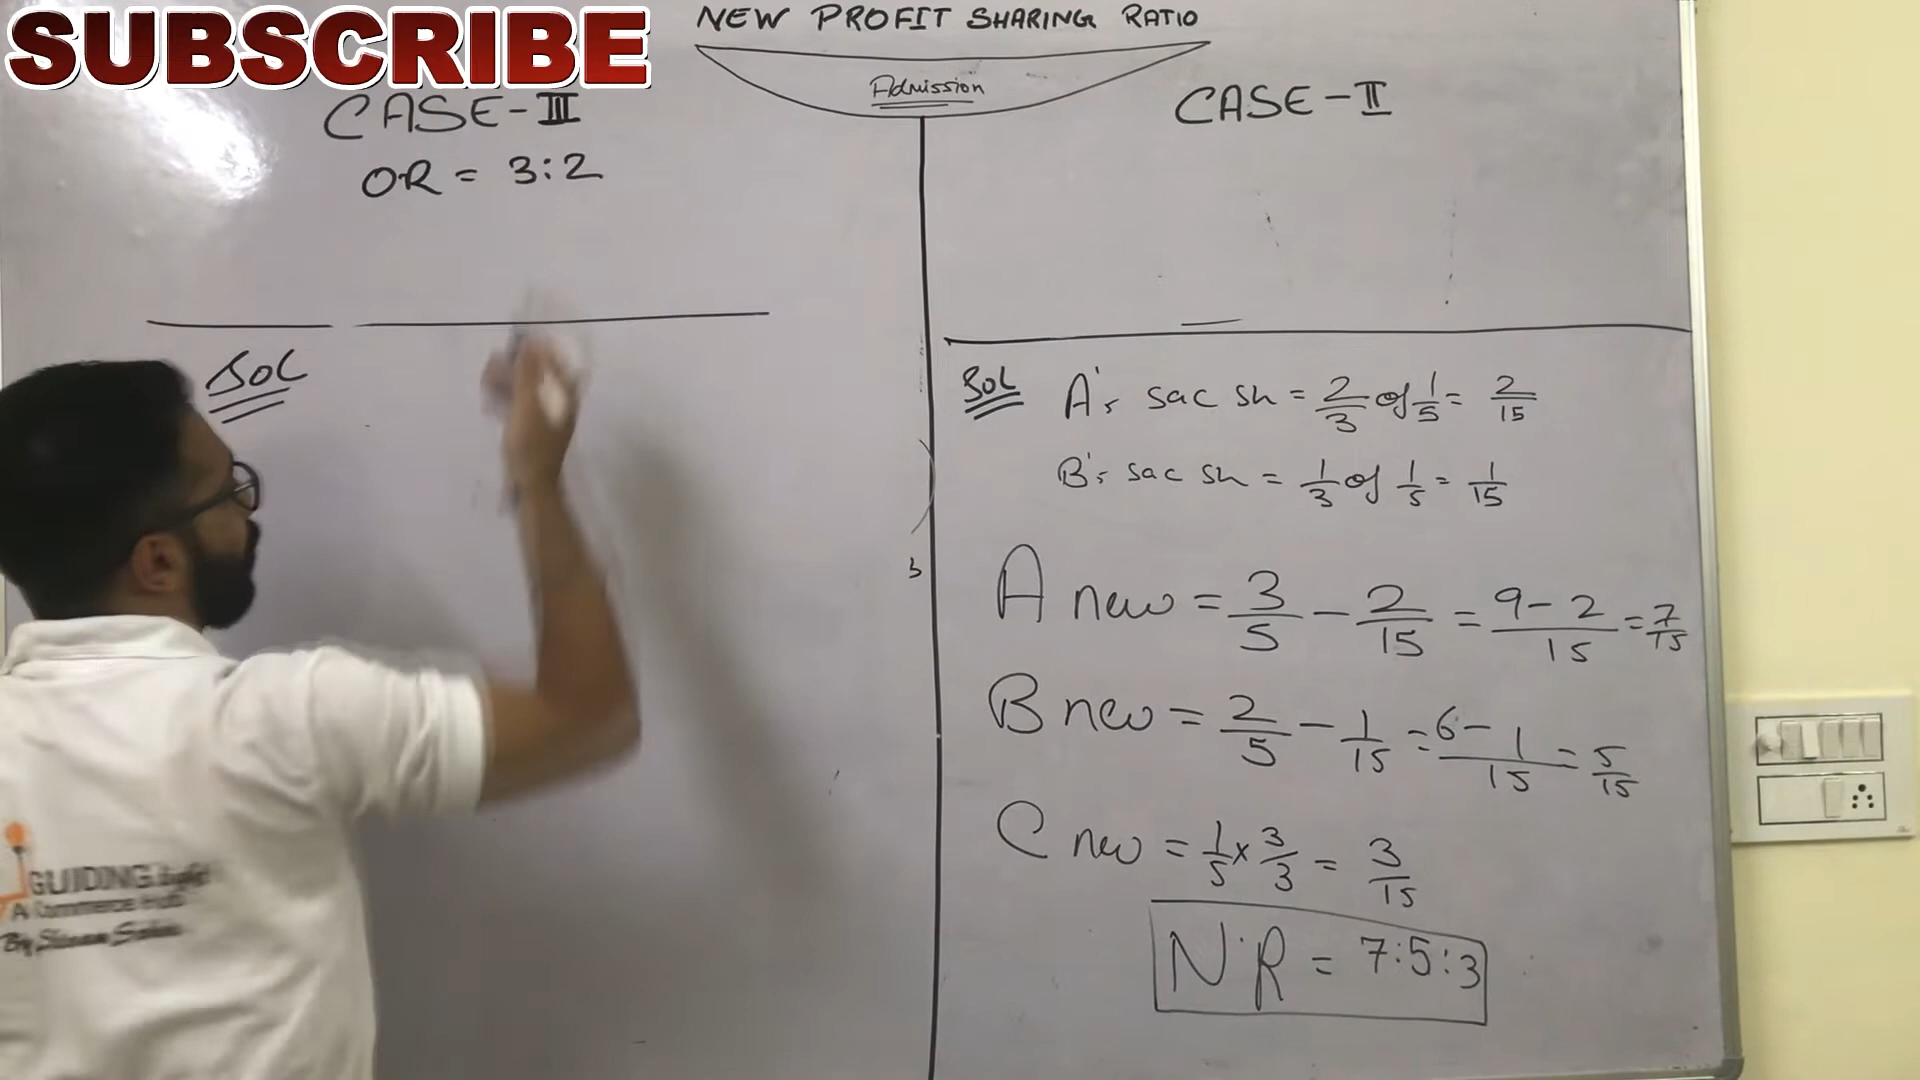 SUBSCRIBE
NEW PROFIT SHARING RATIO
Admission
CASE-III
OR = 3:2
SOL
CASE-II
SOL A's sac sh = 2/3 of 1/5 = 2/15
B's sac sh = 1/3 of 1/5 = 1/15
A new = 3/5 - 2/15 = 9-2/15 = 7/15
B new = 2/5 - 1/15 = 6-1/15 = 5/15
C new = 1/5 x 3/3 = 3/15
N.R = 7:5:3
GUIDING Light
A Commerce Hub
By